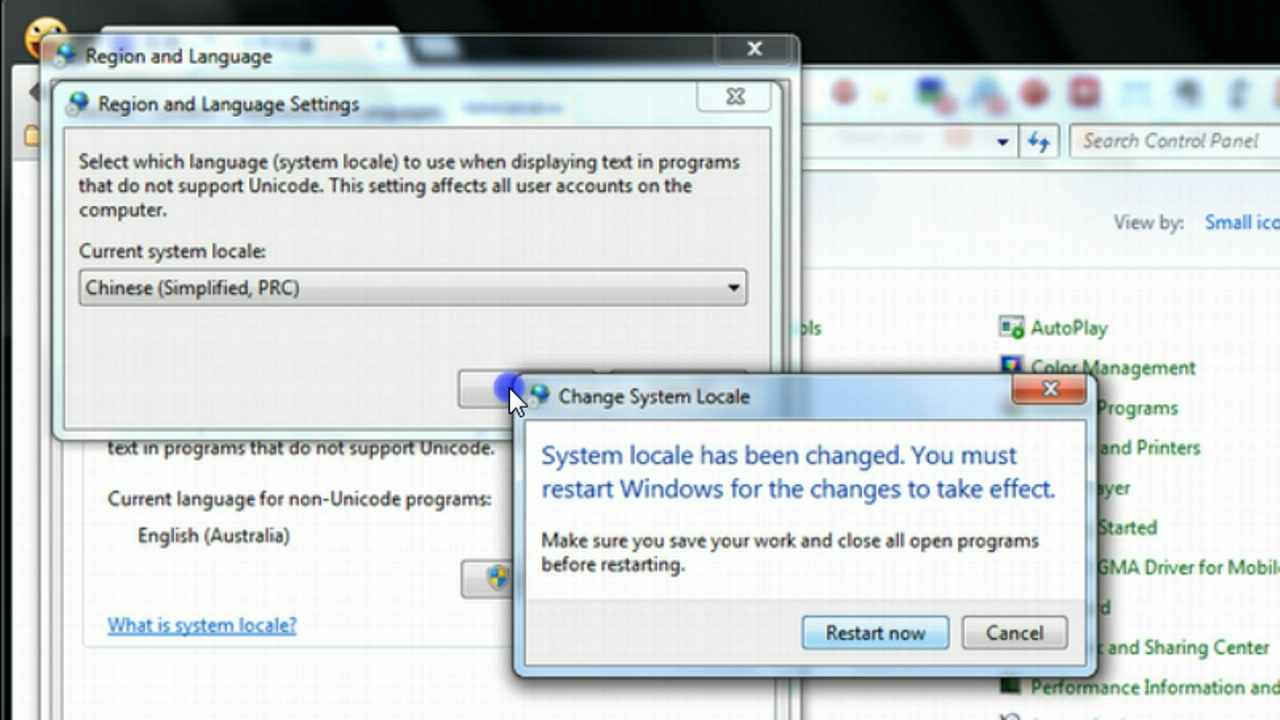 Region and Language
Region and Language Settings
Select which language (system locale) to use when displaying text in programs
that do not support Unicode. This setting affects all user accounts on the
computer.
Current system locale:
Chinese (Simplified, PRC)
Search Control Panel
View by:
AutoPlay
Color Management
Programs
and Printers
Started
and Sharing Center
Performance Information and
text in programs that do not support Unicode.
Current language for non-Unicode programs:
English (Australia)
What is system locale?
Change System Locale
System locale has been changed. You must
restart Windows for the changes to take effect.
Make sure you save your work and close all open programs
before restarting.
Restart now
Cancel